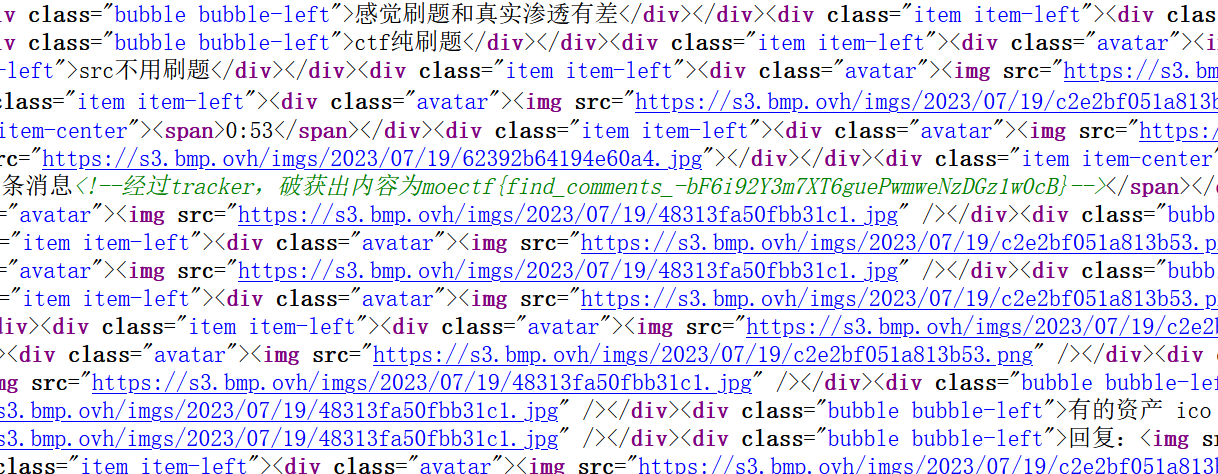 v class="bubble bubble-left">感觉刷题和真实渗透有差</div></div><div class="item item-left"><div clas
v class="bubble bubble-left">ctf纯刷题</div></div><div class="item item-left"><div class="avatar"><i
-left">src不用刷题</div></div><div class="item item-left"><div class="avatar"><img src="https://s3.bm
class="item item-left"><div class="avatar"><img src="https://s3.bmp.ovh/imgs/2023/07/19/c2e2bf051a813b
item-center"><span>0:53</span></div><div class="item item-left"><div class="avatar"><img src="https:/
rc="https://s3.bmp.ovh/imgs/2023/07/19/62392b64194e60a4.jpg"></div></div><div class="item item-center"
条消息<!--经过tracker，破获出内容为moectf{find_comments_-bF6i92Y3m7XT6guePwmweNzDGz1w0cB}--></span></
="avatar"><img src="https://s3.bmp.ovh/imgs/2023/07/19/48313fa50fbb31c1.jpg" /></div><div class="bubb
="item item-left"><div class="avatar"><img src="https://s3.bmp.ovh/imgs/2023/07/19/c2e2bf051a813b53.p
="avatar"><img src="https://s3.bmp.ovh/imgs/2023/07/19/48313fa50fbb31c1.jpg" /></div><div class="bubb
="item item-left"><div class="avatar"><img src="https://s3.bmp.ovh/imgs/2023/07/19/c2e2bf051a813b53.p
div><div class="item item-left"><div class="avatar"><img src="https://s3.bmp.ovh/imgs/2023/07/19/c2e2
><div class="avatar"><img src="https://s3.bmp.ovh/imgs/2023/07/19/c2e2bf051a813b53.png" /></div><div c
mg src="https://s3.bmp.ovh/imgs/2023/07/19/48313fa50fbb31c1.jpg" /></div><div class="bubble bubble-lef
s3.bmp.ovh/imgs/2023/07/19/48313fa50fbb31c1.jpg" /></div><div class="bubble bubble-left">有的资产 ico
s3.bmp.ovh/imgs/2023/07/19/48313fa50fbb31c1.jpg" /></div><div class="bubble bubble-left">回复：<img sr
class="item item-left"><div class="avatar"><img src="https://s3.bmp.ovh/imgs/2023/07/19/c2e2bf051a813